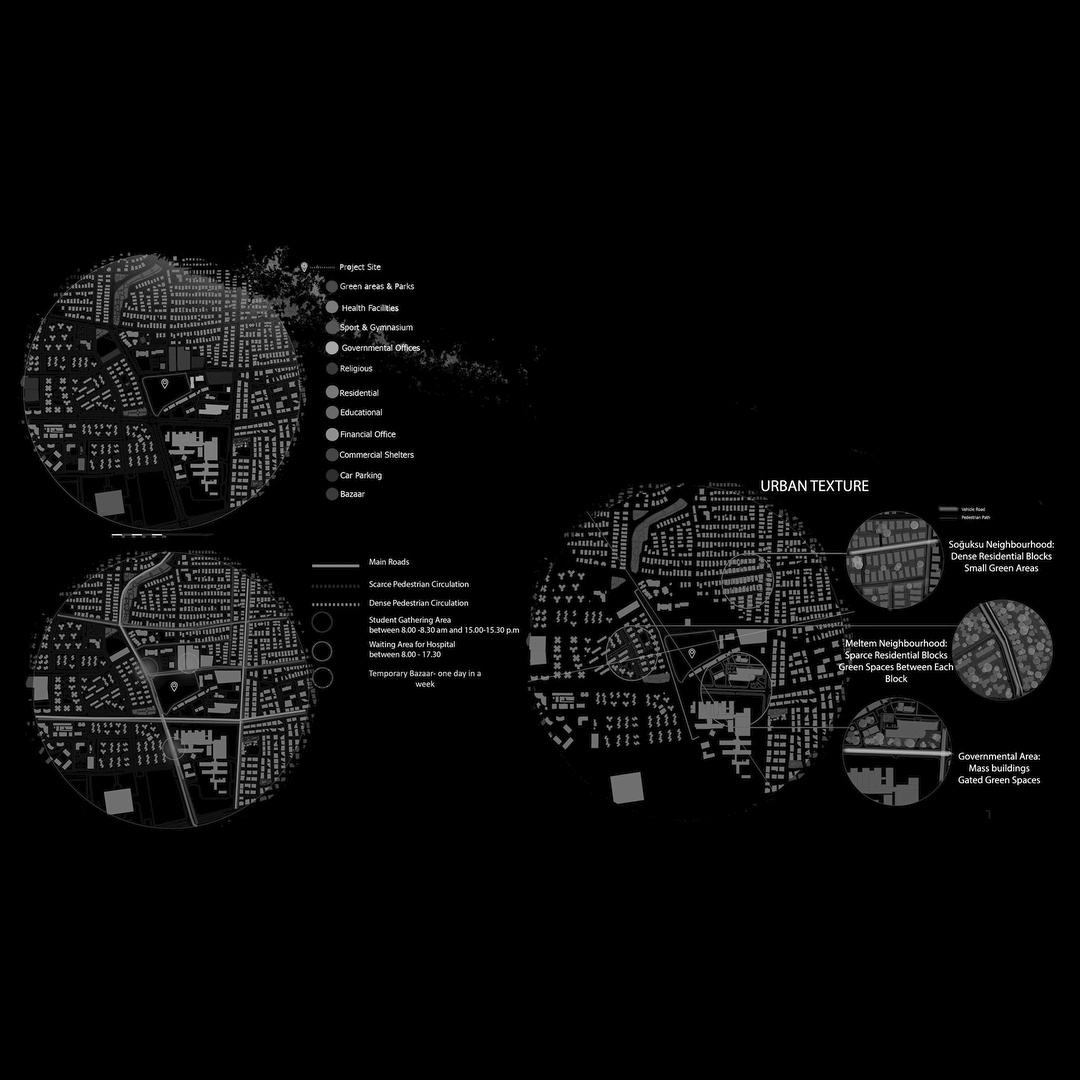 Project Site
Green areas & Parks
Health Facilities
Sport & Gymnasium
Governmental Offices
Religious
Residential
Educational
Financial Office
Commercial Shelters
Car Parking
Bazaar
Main Roads
Scarce Pedestrian Circulation
Dense Pedestrian Circulation
Student Gathering Area
between 8.00 -8.30 am and 15.00-15.30 p.m
Waiting Area for Hospital
between 8.00 - 17.30
Temporary Bazaar- one day in a
week
URBAN TEXTURE
Vehicle Road
Pedestrian Path
Soğuksu Neighbourhood:
Dense Residential Blocks
Small Green Areas
Meltem Neighbourhood:
Sparce Residential Blocks
Green Spaces Between Each
Block
Governmental Area:
Mass buildings
Gated Green Spaces